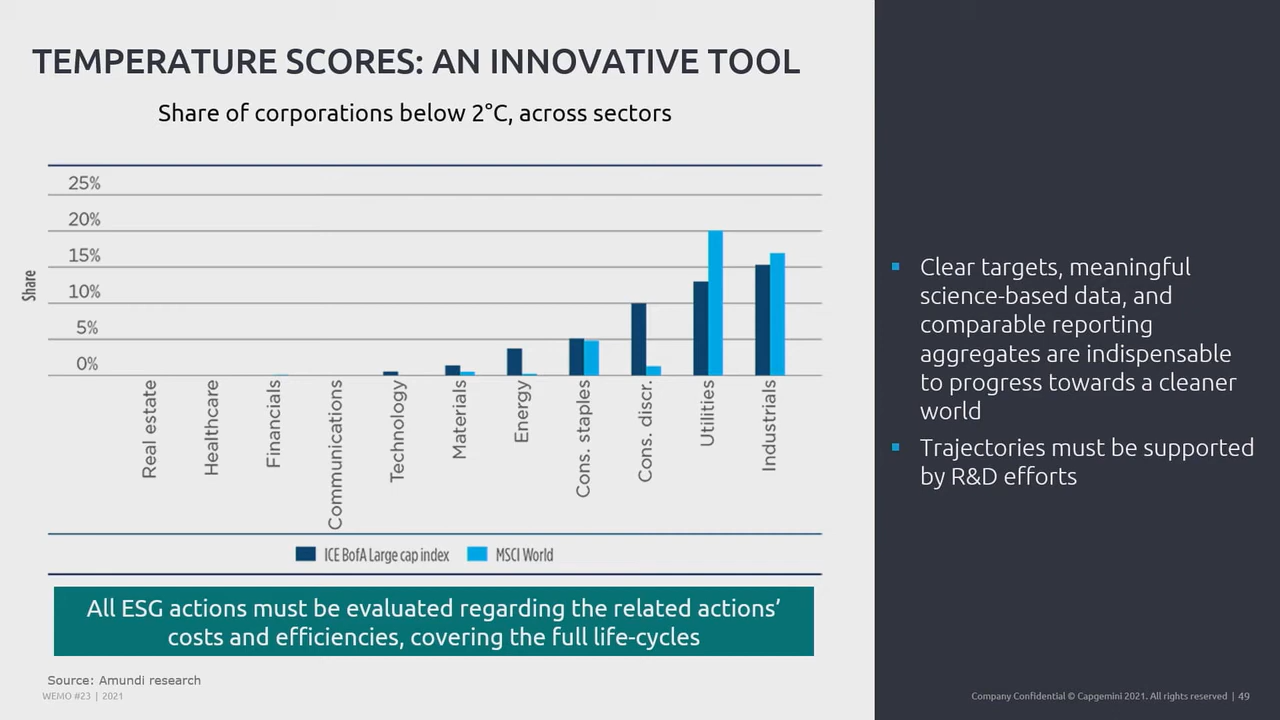 TEMPERATURE SCORES: AN INNOVATIVE TOOL
Share of corporations below 2°C, across sectors
25%
20%
15%
10%
5%
0%
Share
Real estate
Healthcare
Financials
Communications
Technology
Materials
Energy
Cons. staples
Cons. discr.
Utilities
Industrials
ICE BofA Large cap index
MSCI World
All ESG actions must be evaluated regarding the related actions’
costs and efficiencies, covering the full life-cycles
Source: Amundi research
WEMO #23 | 2021
Clear targets, meaningful
science-based data, and
comparable reporting
aggregates are indispensable
to progress towards a cleaner
world
Trajectories must be supported
by R&D efforts
Company Confidential © Capgemini 2021. All rights reserved | 49